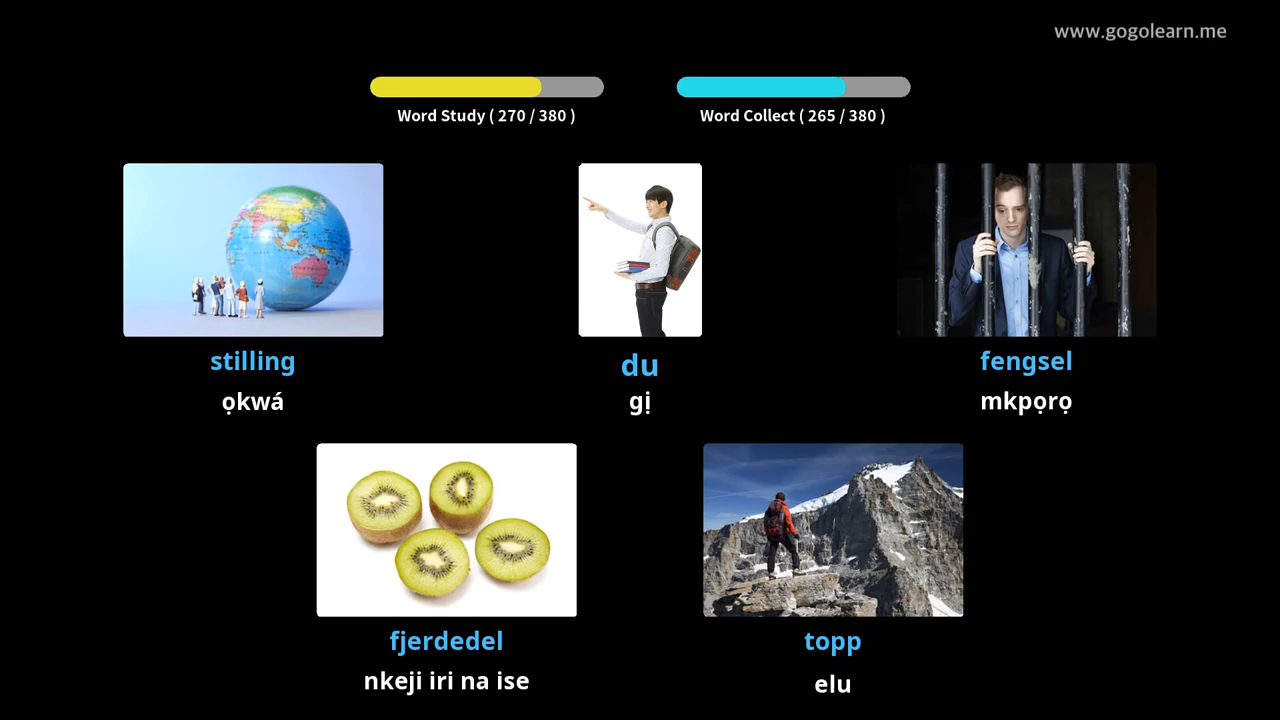 www.gogolearn.me
Word Study ( 270 / 380 )
Word Collect ( 265 / 380 )
stilling
ọkwá
du
gị
fengsel
mkpọrọ
fjerdedel
nkeji iri na ise
topp
elu